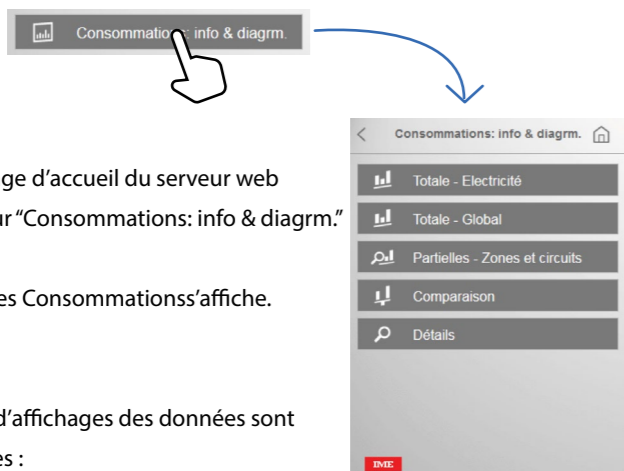 Consommations: info & diagrm.
Consommations: info & diagrm.
ge d'accueil du serveur web
ur “Consommations: info & diagrm.”
es Consommationss'affiche.
d'affichages des données sont
es :
Totale - Electricité
Totale - Global
Partielles - Zones et circuits
Comparaison
Détails
IME